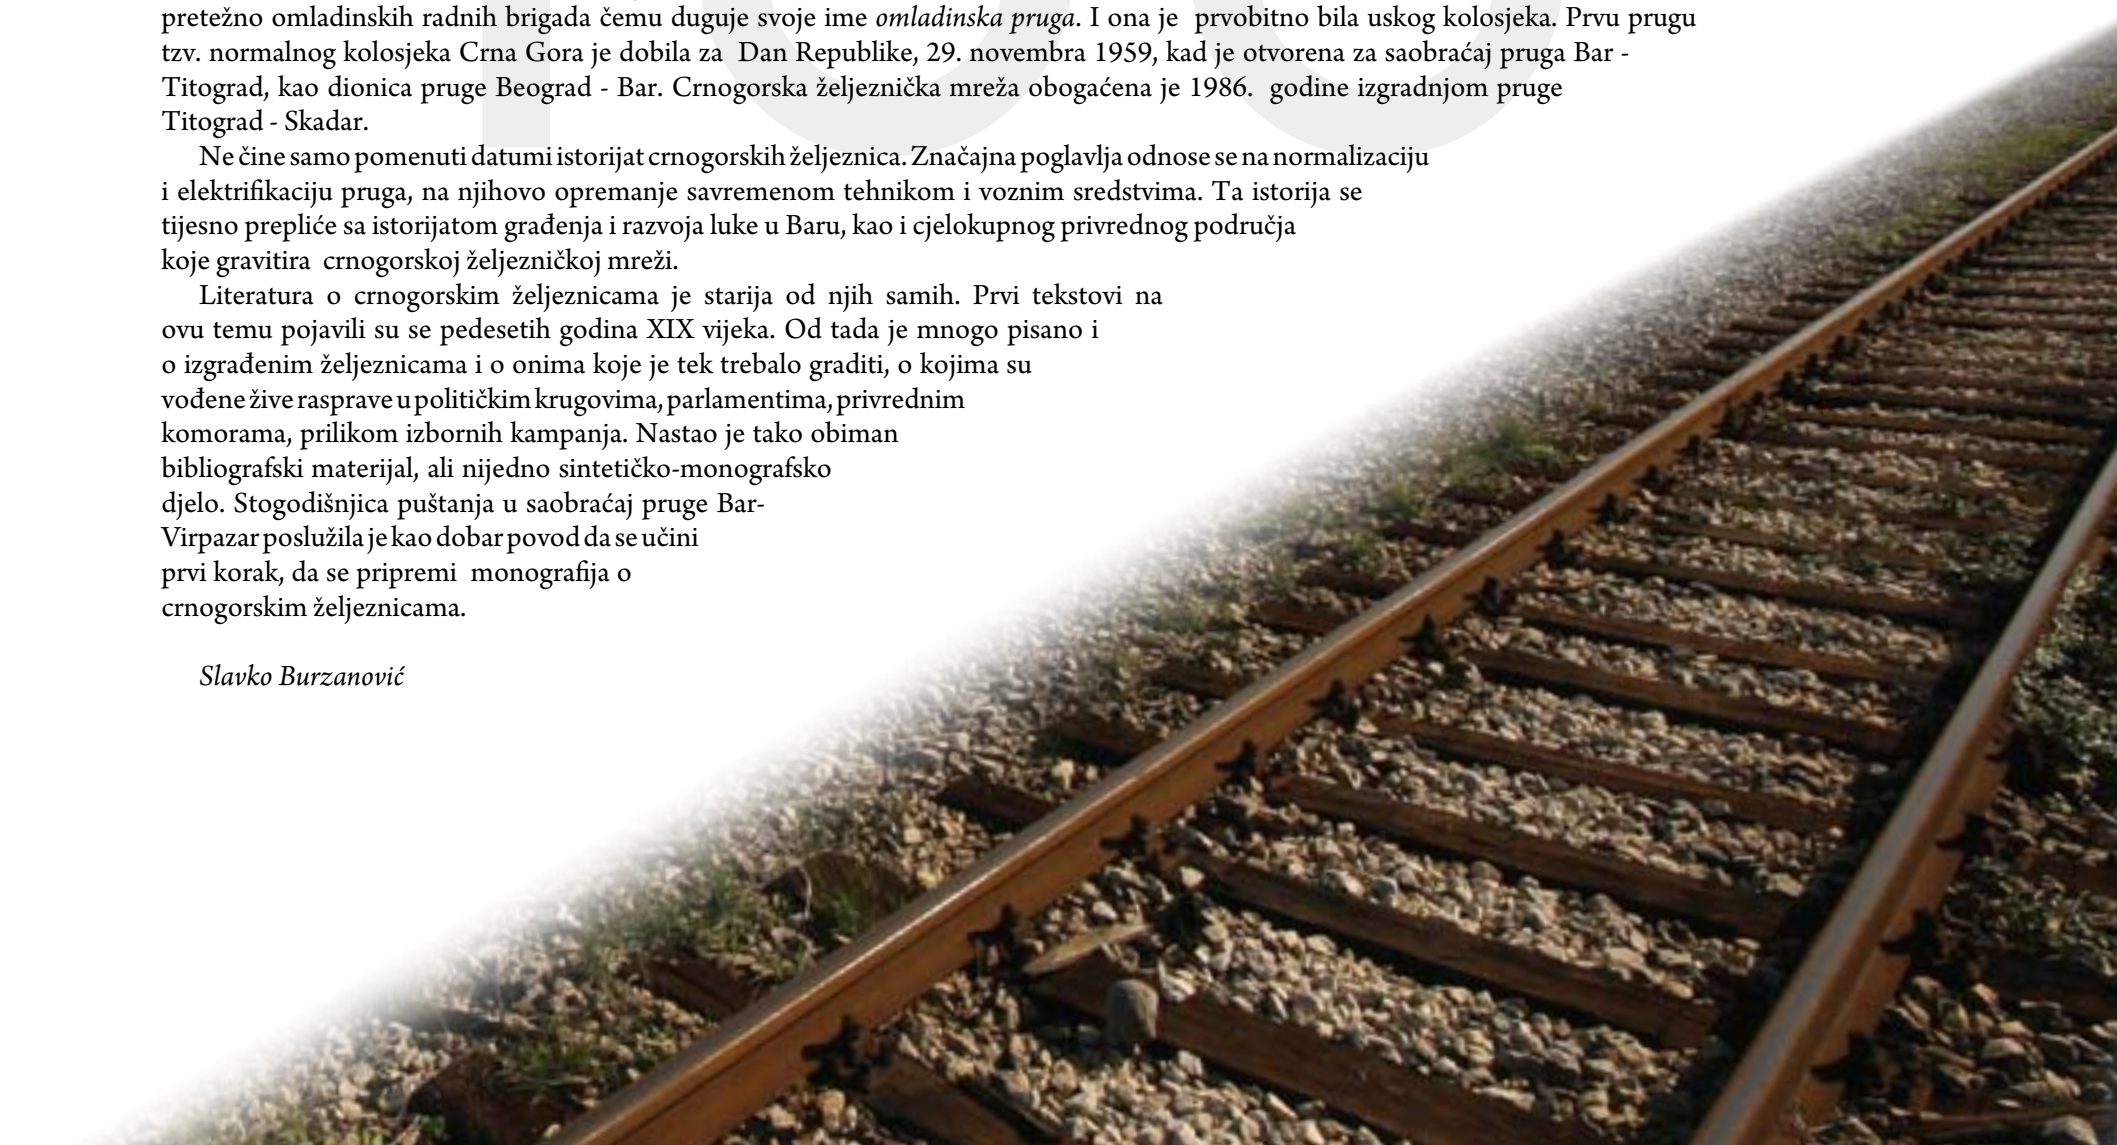 pretežno omladinskih radnih brigada čemu duguje svoje ime omladinska pruga. I ona je prvobitno bila uskog kolosjeka. Prvu prugu
tzv. normalnog kolosjeka Crna Gora je dobila za Dan Republike, 29. novembra 1959, kad je otvorena za saobraćaj pruga Bar -
Titograd, kao dionica pruge Beograd - Bar. Crnogorska željeznička mreža obogaćena je 1986. godine izgradnjom pruge
Titograd - Skadar.
Ne čine samo pomenuti datumi istorijat crnogorskih željeznica. Značajna poglavlja odnose se na normalizaciju
i elektrifikaciju pruga, na njihovo opremanje savremenom tehnikom i voznim sredstvima. Ta istorija se
tijesno prepliće sa istorijatom građenja i razvoja luke u Baru, kao i cjelokupnog privrednog područja
koje gravitira crnogorskoj željezničkoj mreži.
Literatura o crnogorskim željeznicama je starija od njih samih. Prvi tekstovi na
ovu temu pojavili su se pedesetih godina XIX vijeka. Od tada je mnogo pisano i
o izgrađenim željeznicama i o onima koje je tek trebalo graditi, o kojima su
vođene žive rasprave u političkim krugovima, parlamentima, privrednim
komorama, prilikom izbornih kampanja. Nastao je tako obiman
bibliografski materijal, ali nijedno sintetičko-monografsko
djelo. Stogodišnjica puštanja u saobraćaj pruge Bar-
Virpazar poslužila je kao dobar povod da se učini
prvi korak, da se pripremi monografija o
crnogorskim željeznicama.
Slavko Burzanović